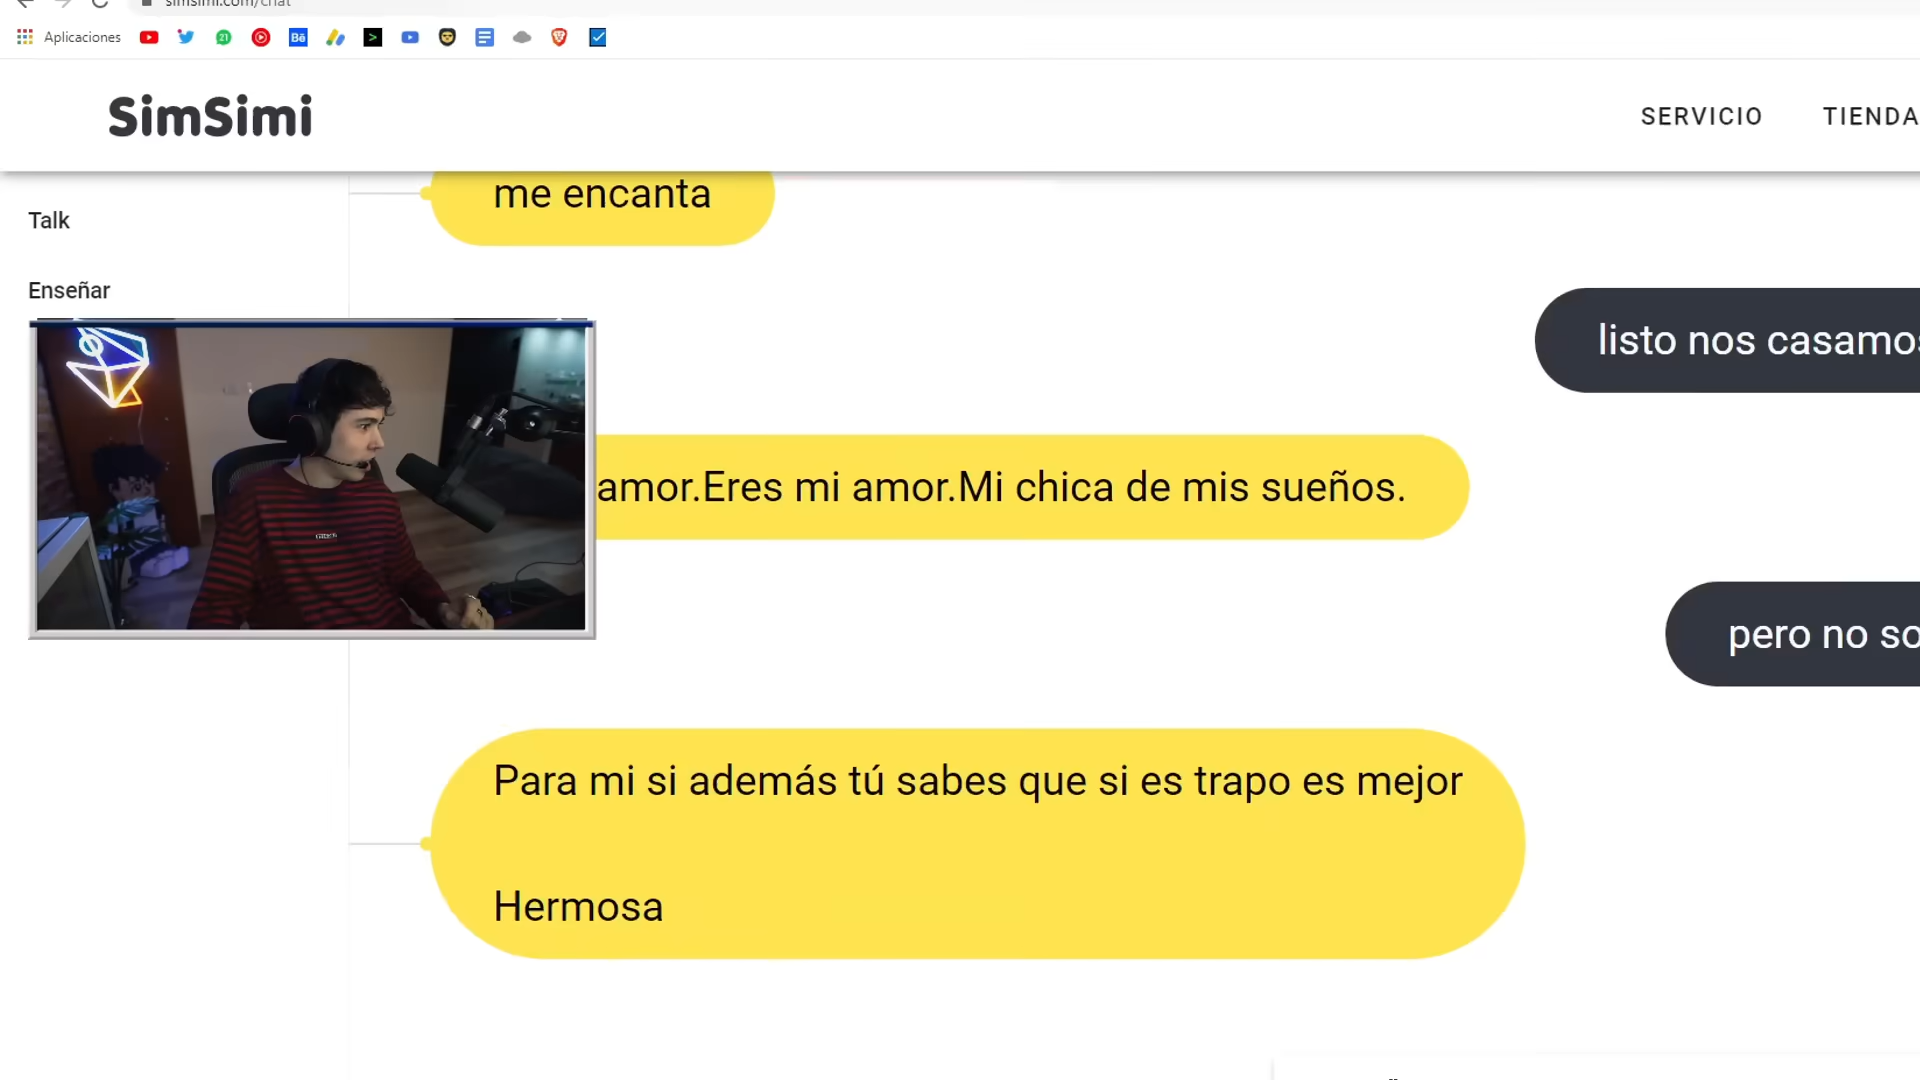 simsimi.com/chat
Aplicaciones
SimSimi
SERVICIO
TIENDA
Talk
Enseñar
me encanta
listo nos casamos
amor.Eres mi amor.Mi chica de mis sueños.
pero no so
Para mi si además tú sabes que si es trapo es mejor
Hermosa